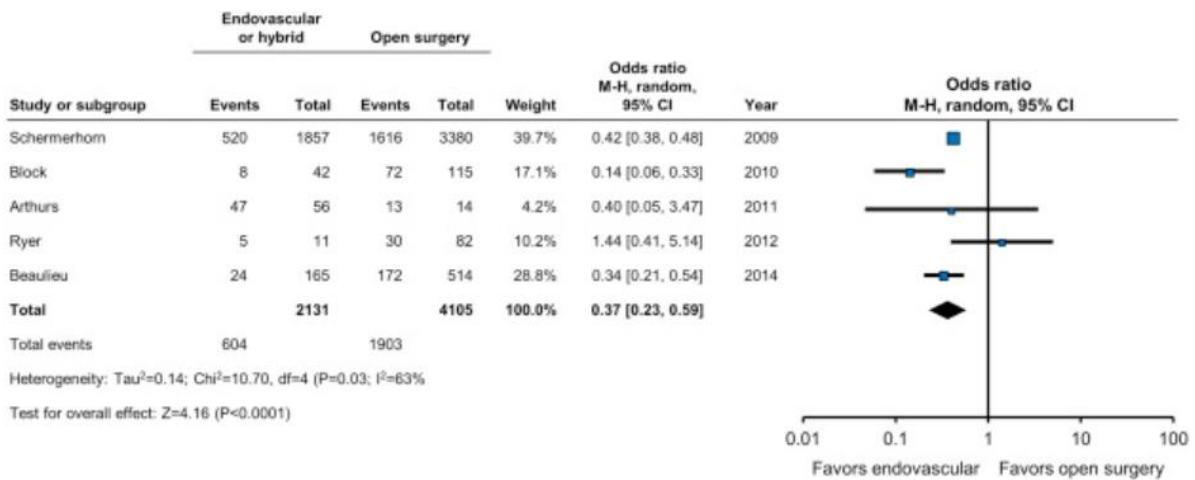 Endovascular or hybrid Open surgery
Study or subgroup Events Total Events Total Weight Odds ratio M-H, random, 95% CI Year Odds ratio M-H, random, 95% CI
Schermerhorn 520 1857 1616 3380 39.7% 0.42 [0.38, 0.48] 2009
Block 8 42 72 115 17.1% 0.14 [0.06, 0.33] 2010
Arthurs 47 56 13 14 4.2% 0.40 [0.05, 3.47] 2011
Ryer 5 11 30 82 10.2% 1.44 [0.41, 5.14] 2012
Beaulieu 24 165 172 514 28.8% 0.34 [0.21, 0.54] 2014
Total 2131 4105 100.0% 0.37 [0.23, 0.59]
Total events 604 1903
Heterogeneity: Tau²=0.14; Chi²=10.70, df=4 (P=0.03; I²=63%
Test for overall effect: Z=4.16 (P<0.0001)
0.01 0.1 1 10 100
Favors endovascular Favors open surgery